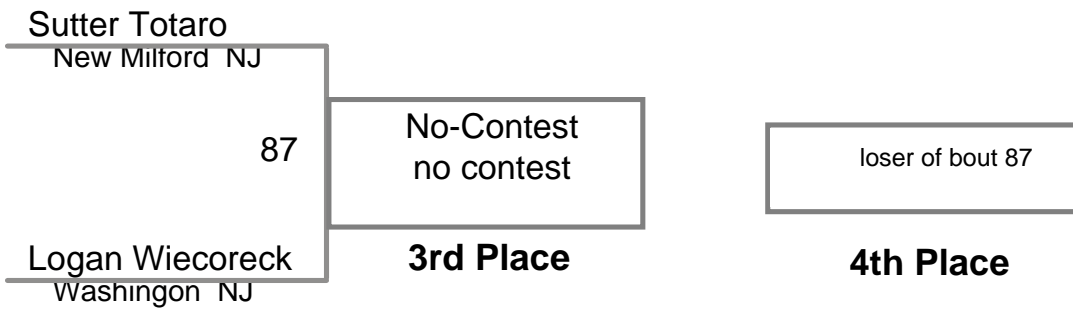 Sutter Totaro
New Milford NJ
87
No-Contest
no contest
loser of bout 87
Logan Wiecoreck
Washingon NJ
3rd Place
4th Place